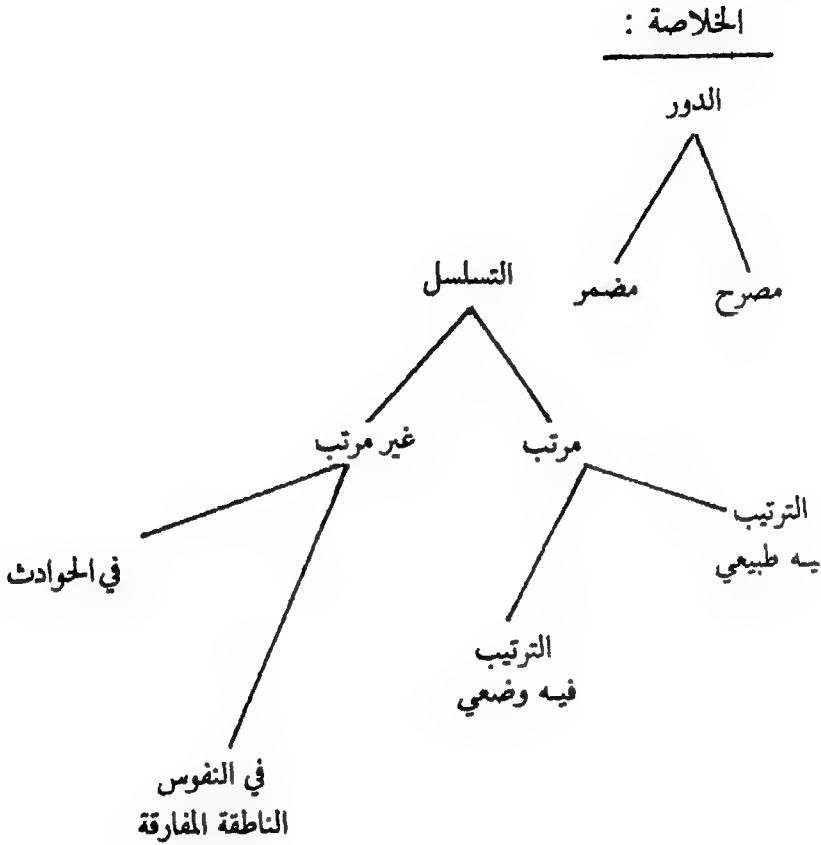 الخلاصة :
الدور
مصرح
مضمر
التسلسل
مرتب
غير مرتب
الترتيب
يه طبيعي
الترتيب
فيه وضعي
في الحوادث
في النفوس
الناطقة المفارقة